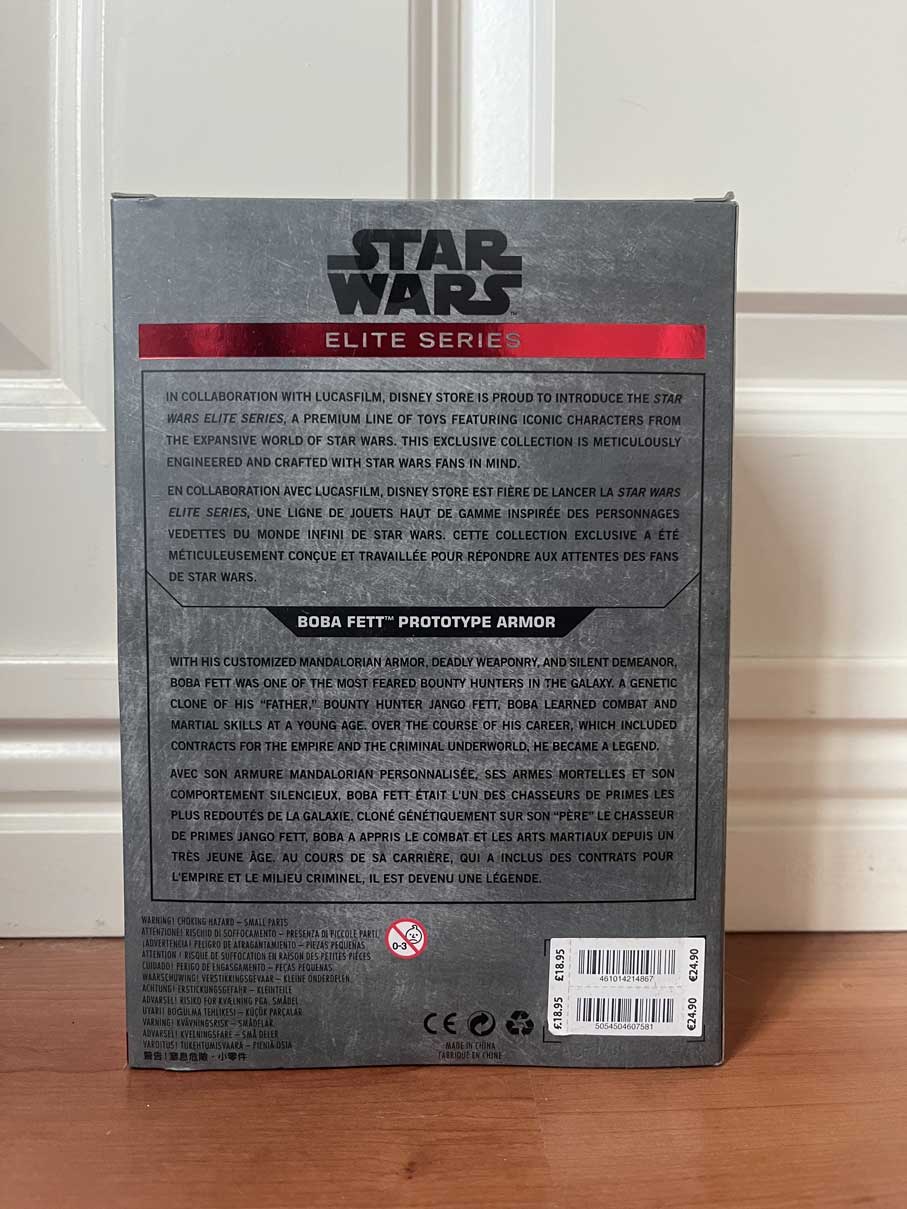 STAR
WARS
™
ELITE SERIES
IN COLLABORATION WITH LUCASFILM, DISNEY STORE IS PROUD TO INTRODUCE THE STAR
WARS ELITE SERIES, A PREMIUM LINE OF TOYS FEATURING ICONIC CHARACTERS FROM
THE EXPANSIVE WORLD OF STAR WARS. THIS EXCLUSIVE COLLECTION IS METICULOUSLY
ENGINEERED AND CRAFTED WITH STAR WARS FANS IN MIND.
EN COLLABORATION AVEC LUCASFILM, DISNEY STORE EST FIÈRE DE LANCER LA STAR WARS
ELITE SERIES, UNE LIGNE DE JOUETS HAUT DE GAMME INSPIRÉE DES PERSONNAGES
VEDETTES DU MONDE INFINI DE STAR WARS. CETTE COLLECTION EXCLUSIVE A ÉTÉ
MÉTICULEUSEMENT CONÇUE ET TRAVAILLÉE POUR RÉPONDRE AUX ATTENTES DES FANS
DE STAR WARS.
BOBA FETT™ PROTOTYPE ARMOR
WITH HIS CUSTOMIZED MANDALORIAN ARMOR, DEADLY WEAPONRY, AND SILENT DEMEANOR,
BOBA FETT WAS ONE OF THE MOST FEARED BOUNTY HUNTERS IN THE GALAXY. A GENETIC
CLONE OF HIS "FATHER," BOUNTY HUNTER JANGO FETT, BOBA LEARNED COMBAT AND
MARTIAL SKILLS AT A YOUNG AGE. OVER THE COURSE OF HIS CAREER, WHICH INCLUDED
CONTRACTS FOR THE EMPIRE AND THE CRIMINAL UNDERWORLD, HE BECAME A LEGEND.
AVEC SON ARMURE MANDALORIAN PERSONNALISÉE, SES ARMES MORTELLES ET SON
COMPORTEMENT SILENCIEUX, BOBA FETT ÉTAIT L'UN DES CHASSEURS DE PRIMES LES
PLUS REDOUTÉS DE LA GALAXIE. CLONÉ GÉNÉTIQUEMENT SUR SON "PÈRE" LE CHASSEUR
DE PRIMES JANGO FETT, BOBA A APPRIS LE COMBAT ET LES ARTS MARTIAUX DEPUIS UN
TRÈS JEUNE ÂGE. AU COURS DE SA CARRIÈRE, QUI A INCLUS DES CONTRATS POUR
L'EMPIRE ET LE MILIEU CRIMINEL, IL EST DEVENU UNE LÉGENDE.
WARNING! CHOKING HAZARD – SMALL PARTS
ATTENZIONE! RISCHIO DI SOFFOCAMENTO – PRESENZA DI PICCOLE PARTI.
¡ADVERTENCIA! PELIGRO DE ATRAGANTAMIENTO – PIEZAS PEQUEÑAS
ATTENTION ! RISQUE DE SUFFOCATION EN RAISON DES PETITES PIÈCES
CUIDADO! PERIGO DE ENGASGAMENTO – PEÇAS PEQUENAS
WAARSCHUWING! VERSTIKKINGSGEVAAR – KLEINE ONDERDELEN
ACHTUNG! ERSTICKUNGSGEFAHR – KLEINTEILE
ADVARSEL! RISIKO FOR KVÆLNING PGA. SMÅDEL
UYARI! BOĞULMA TEHLİKESİ – KÜÇÜK PARÇALAR
VARNING! KVÄVNINGSRISK – SMÅDELAR
ADVARSEL! KVELNINGSFARE – SMÅ DELER
VAROITUS! TUKEHTUMISVAARA – PIENIÄ OSIA
警告! 窒息危險 · 小零件
0-3
CE
MADE IN CHINA
FABRIQUÉ EN CHINE
£18.95
461014214867
€24.90
£18.95
5054504607581
€24.90